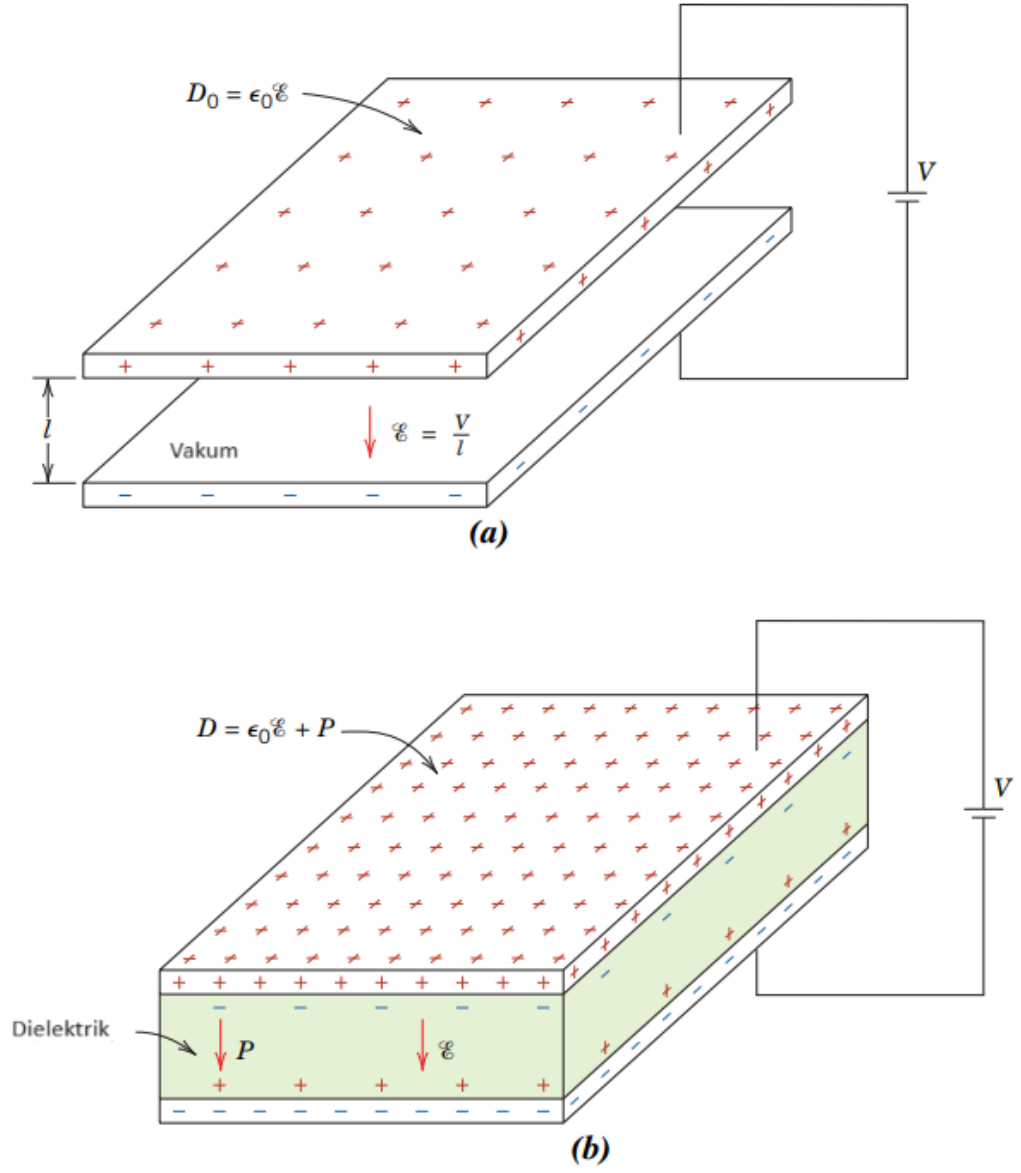 D₀ = ϵ₀ℰ
V
l
Vakum
ℰ = V/l
(a)
D = ϵ₀ℰ + P
V
Dielektrik
P
ℰ
(b)